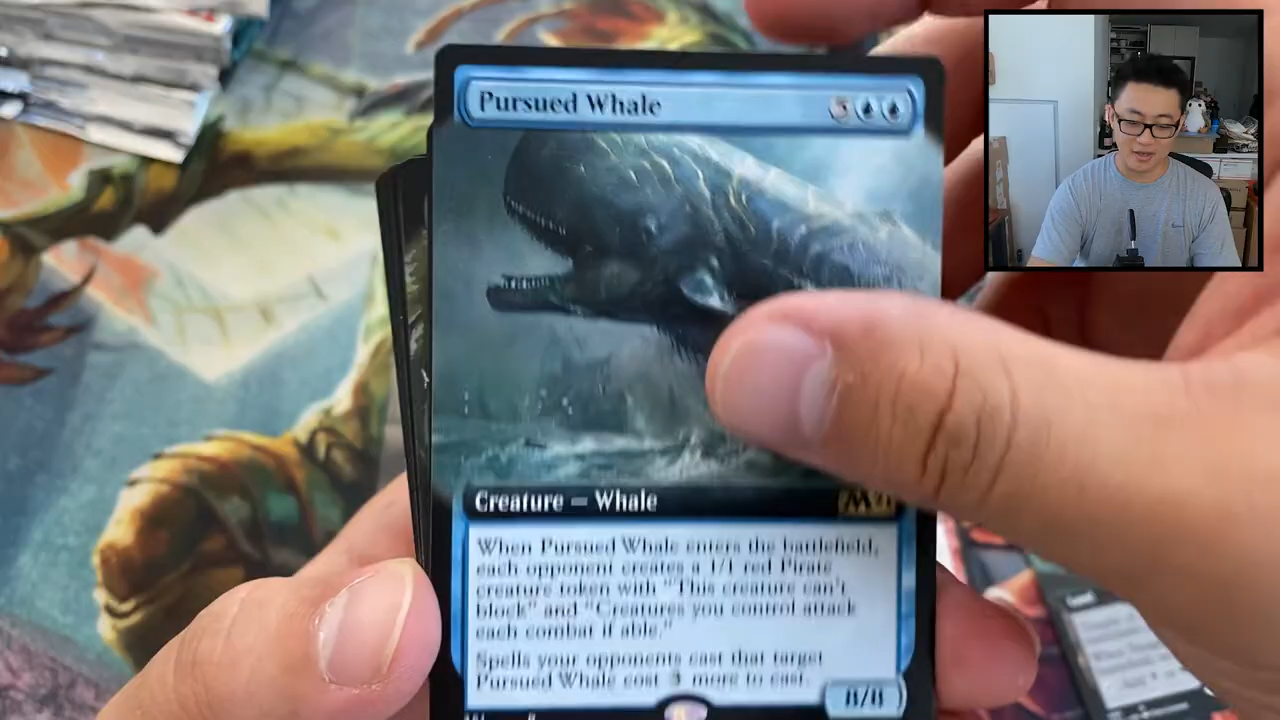 Pursued Whale
Creature — Whale
M21
When Pursued Whale enters the battlefield,
each opponent creates a 1/1 red Pirate
creature token with "This creature can't
block" and "Creatures you control attack
each combat if able."
Spells your opponents cast that target
Pursued Whale cost 3 more to cast.
8/8